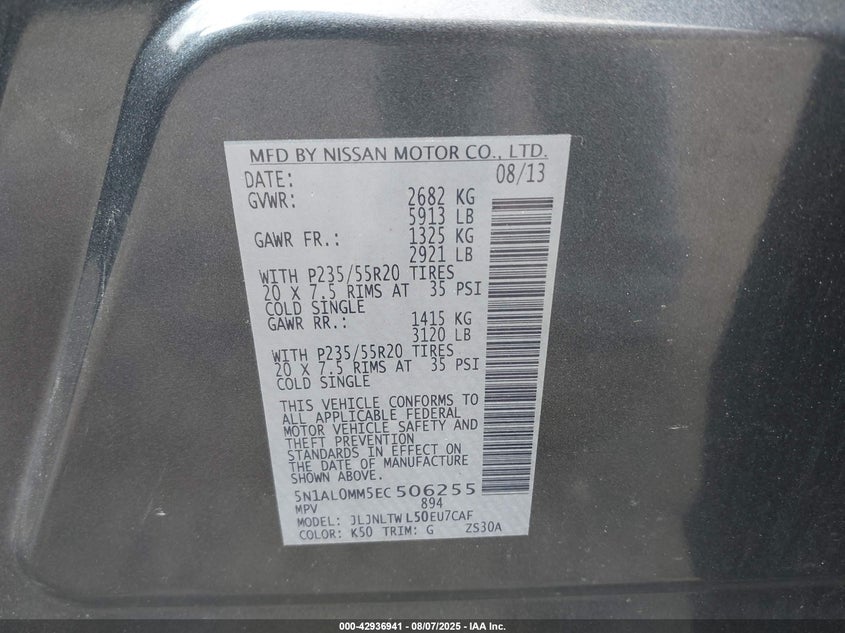 MFD BY NISSAN MOTOR CO., LTD.
DATE: 08/13
GVWR: 2682 KG
5913 LB
GAWR FR.: 1325 KG
2921 LB
WITH P235/55R20 TIRES
20 X 7.5 RIMS AT 35 PSI
COLD SINGLE
GAWR RR.: 1415 KG
3120 LB
WITH P235/55R20 TIRES
20 X 7.5 RIMS AT 35 PSI
COLD SINGLE
THIS VEHICLE CONFORMS TO
ALL APPLICABLE FEDERAL
MOTOR VEHICLE SAFETY AND
THEFT PREVENTION
STANDARDS IN EFFECT ON
THE DATE OF MANUFACTURE
SHOWN ABOVE.
5N1AL0MM5EC 506255
MPV 894
MODEL: JLJNLTW L50EU7CAF
COLOR: K50 TRIM: G ZS30A
000-42936941 - 08/07/2025 - IAA Inc.